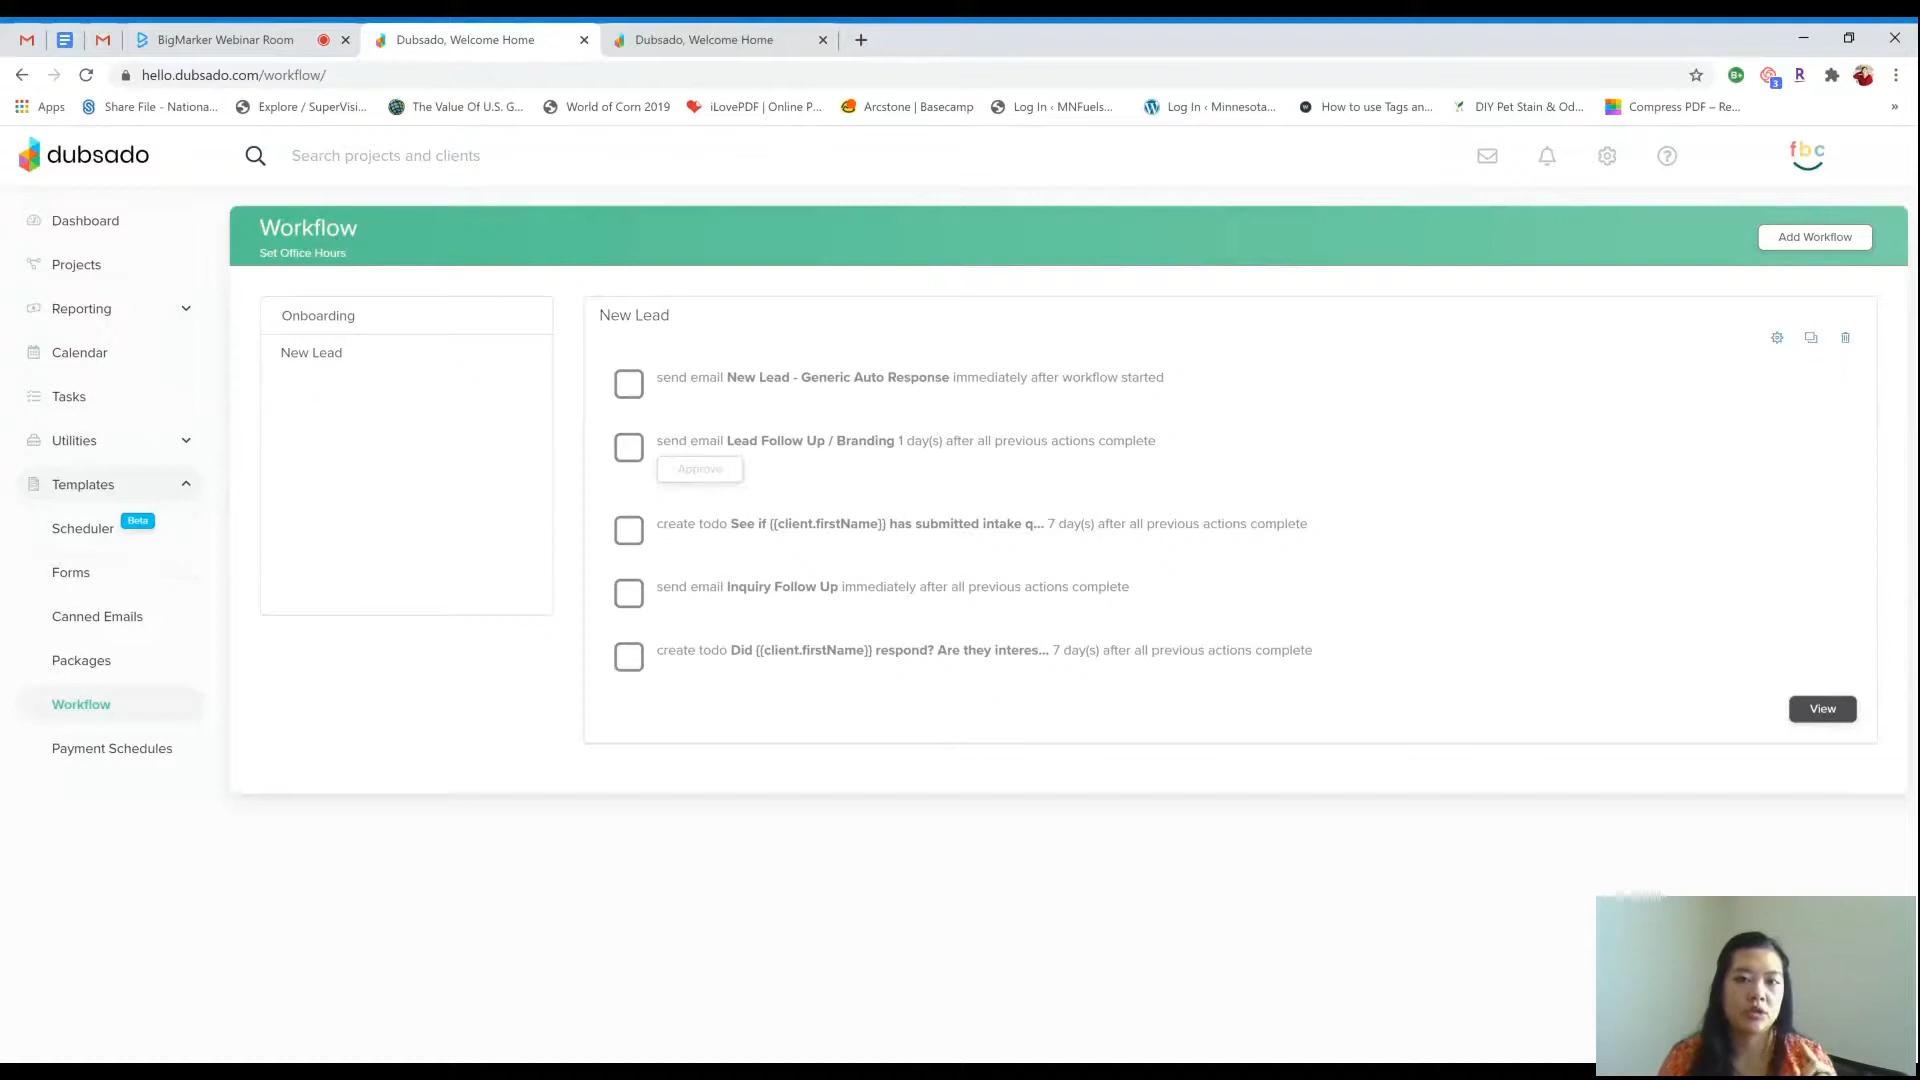 BigMarker Webinar Room
Dubsado, Welcome Home
Dubsado, Welcome Home
hello.dubsado.com/workflow/
B+
3
R
Apps
Share File - Nationa...
Explore / SuperVisi...
The Value Of U.S. G...
World of Corn 2019
iLovePDF | Online P...
Arcstone | Basecamp
Log In ‹ MNFuels...
Log In ‹ Minnesota...
How to use Tags an...
DIY Pet Stain & Od...
Compress PDF – Re...
»
dubsado
Search projects and clients
fbc
Dashboard
Projects
Reporting
Calendar
Tasks
Utilities
Templates
Scheduler
Beta
Forms
Canned Emails
Packages
Workflow
Payment Schedules
Workflow
Set Office Hours
Add Workflow
Onboarding
New Lead
New Lead
send email New Lead - Generic Auto Response immediately after workflow started
send email Lead Follow Up / Branding 1 day(s) after all previous actions complete
Approve
create todo See if {{client.firstName}} has submitted intake q... 7 day(s) after all previous actions complete
send email Inquiry Follow Up immediately after all previous actions complete
create todo Did {{client.firstName}} respond? Are they interes... 7 day(s) after all previous actions complete
View